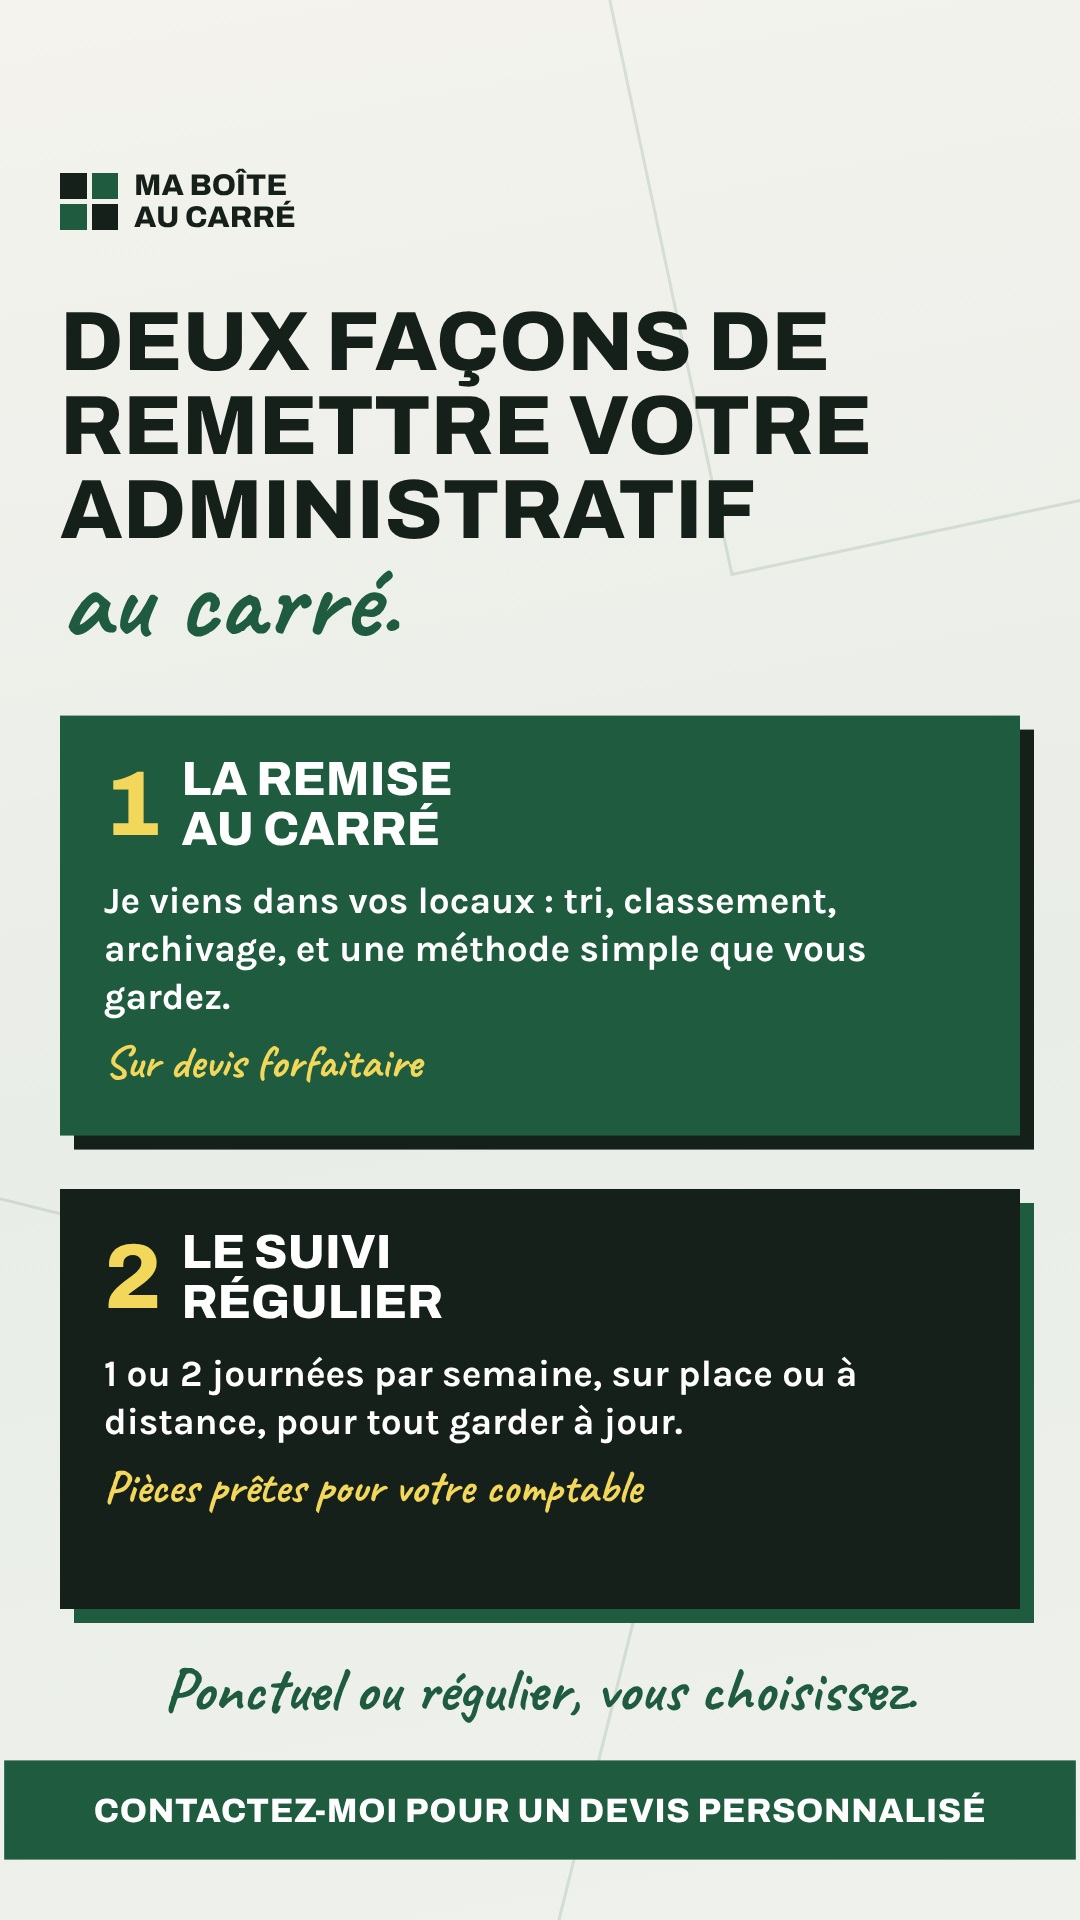 MA BOÎTE
AU CARRÉ
DEUX FAÇONS DE
REMETTRE VOTRE
ADMINISTRATIF
au carré.
1
LA REMISE
AU CARRÉ
Je viens dans vos locaux : tri, classement,
archivage, et une méthode simple que vous
gardez.
Sur devis forfaitaire
2
LE SUIVI
RÉGULIER
1 ou 2 journées par semaine, sur place ou à
distance, pour tout garder à jour.
Pièces prêtes pour votre comptable
Ponctuel ou régulier, vous choisissez.
CONTACTEZ-MOI POUR UN DEVIS PERSONNALISÉ